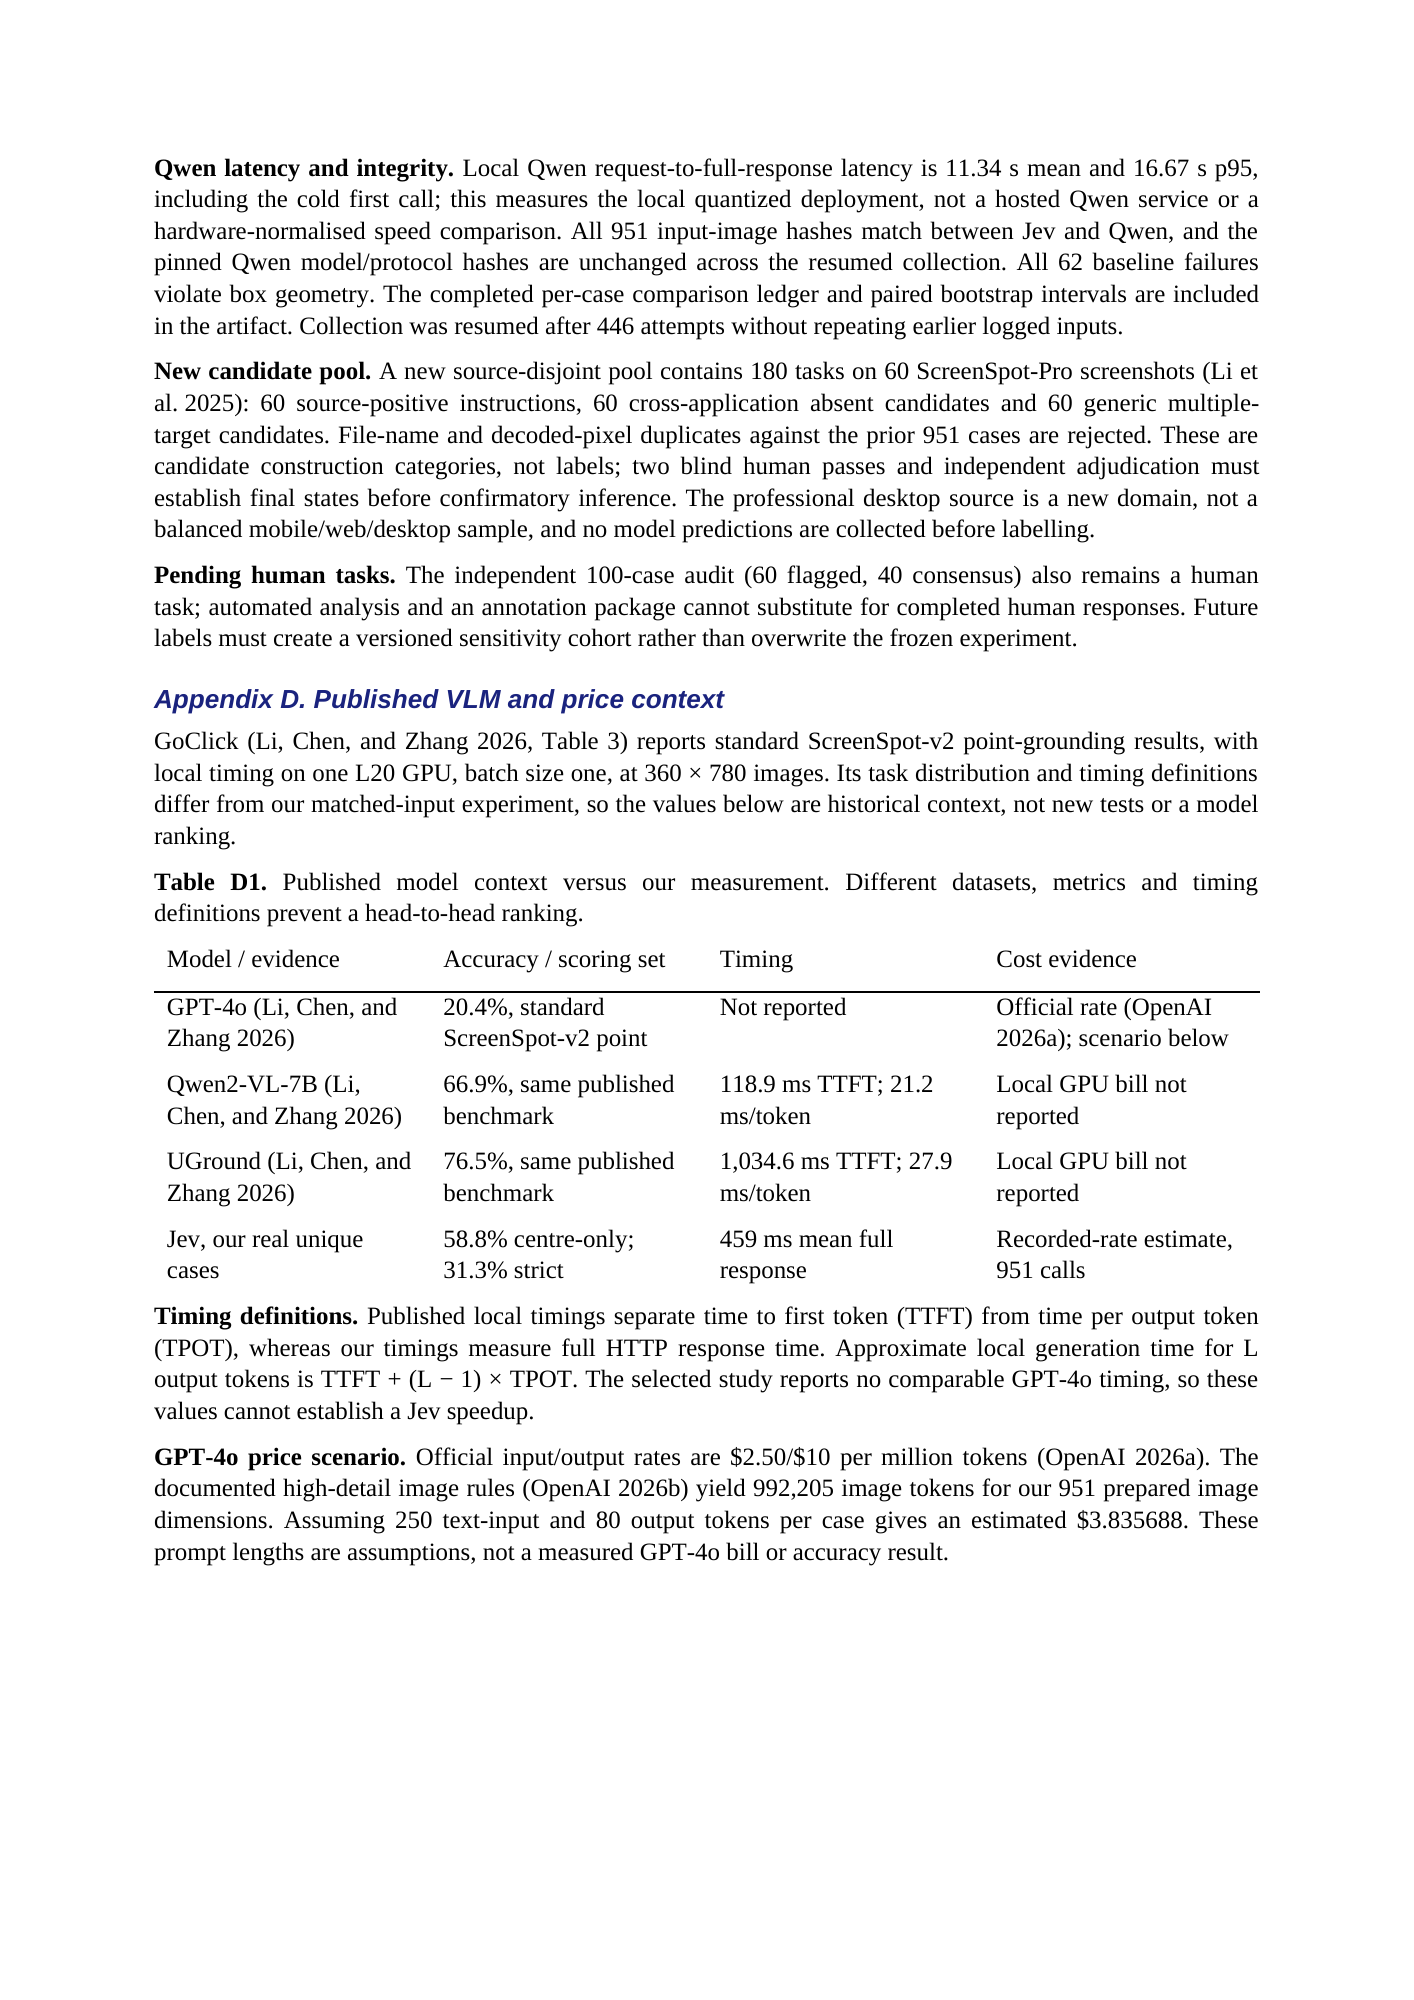 Qwen latency and integrity. Local Qwen request-to-full-response latency is 11.34 s mean and 16.67 s p95,
including the cold first call; this measures the local quantized deployment, not a hosted Qwen service or a
hardware-normalised speed comparison. All 951 input-image hashes match between Jev and Qwen, and the
pinned Qwen model/protocol hashes are unchanged across the resumed collection. All 62 baseline failures
violate box geometry. The completed per-case comparison ledger and paired bootstrap intervals are included
in the artifact. Collection was resumed after 446 attempts without repeating earlier logged inputs.
New candidate pool. A new source-disjoint pool contains 180 tasks on 60 ScreenSpot-Pro screenshots (Li et
al. 2025): 60 source-positive instructions, 60 cross-application absent candidates and 60 generic multiple-
target candidates. File-name and decoded-pixel duplicates against the prior 951 cases are rejected. These are
candidate construction categories, not labels; two blind human passes and independent adjudication must
establish final states before confirmatory inference. The professional desktop source is a new domain, not a
balanced mobile/web/desktop sample, and no model predictions are collected before labelling.
Pending human tasks. The independent 100-case audit (60 flagged, 40 consensus) also remains a human
task; automated analysis and an annotation package cannot substitute for completed human responses. Future
labels must create a versioned sensitivity cohort rather than overwrite the frozen experiment.
Appendix D. Published VLM and price context
GoClick (Li, Chen, and Zhang 2026, Table 3) reports standard ScreenSpot-v2 point-grounding results, with
local timing on one L20 GPU, batch size one, at 360 × 780 images. Its task distribution and timing definitions
differ from our matched-input experiment, so the values below are historical context, not new tests or a model
ranking.
Table D1. Published model context versus our measurement. Different datasets, metrics and timing
definitions prevent a head-to-head ranking.
Model / evidence Accuracy / scoring set Timing Cost evidence
GPT-4o (Li, Chen, and 20.4%, standard Not reported Official rate (OpenAI
Zhang 2026) ScreenSpot-v2 point 2026a); scenario below
Qwen2-VL-7B (Li, 66.9%, same published 118.9 ms TTFT; 21.2 Local GPU bill not
Chen, and Zhang 2026) benchmark ms/token reported
UGround (Li, Chen, and 76.5%, same published 1,034.6 ms TTFT; 27.9 Local GPU bill not
Zhang 2026) benchmark ms/token reported
Jev, our real unique 58.8% centre-only; 459 ms mean full Recorded-rate estimate,
cases 31.3% strict response 951 calls
Timing definitions. Published local timings separate time to first token (TTFT) from time per output token
(TPOT), whereas our timings measure full HTTP response time. Approximate local generation time for L
output tokens is TTFT + (L − 1) × TPOT. The selected study reports no comparable GPT-4o timing, so these
values cannot establish a Jev speedup.
GPT-4o price scenario. Official input/output rates are $2.50/$10 per million tokens (OpenAI 2026a). The
documented high-detail image rules (OpenAI 2026b) yield 992,205 image tokens for our 951 prepared image
dimensions. Assuming 250 text-input and 80 output tokens per case gives an estimated $3.835688. These
prompt lengths are assumptions, not a measured GPT-4o bill or accuracy result.